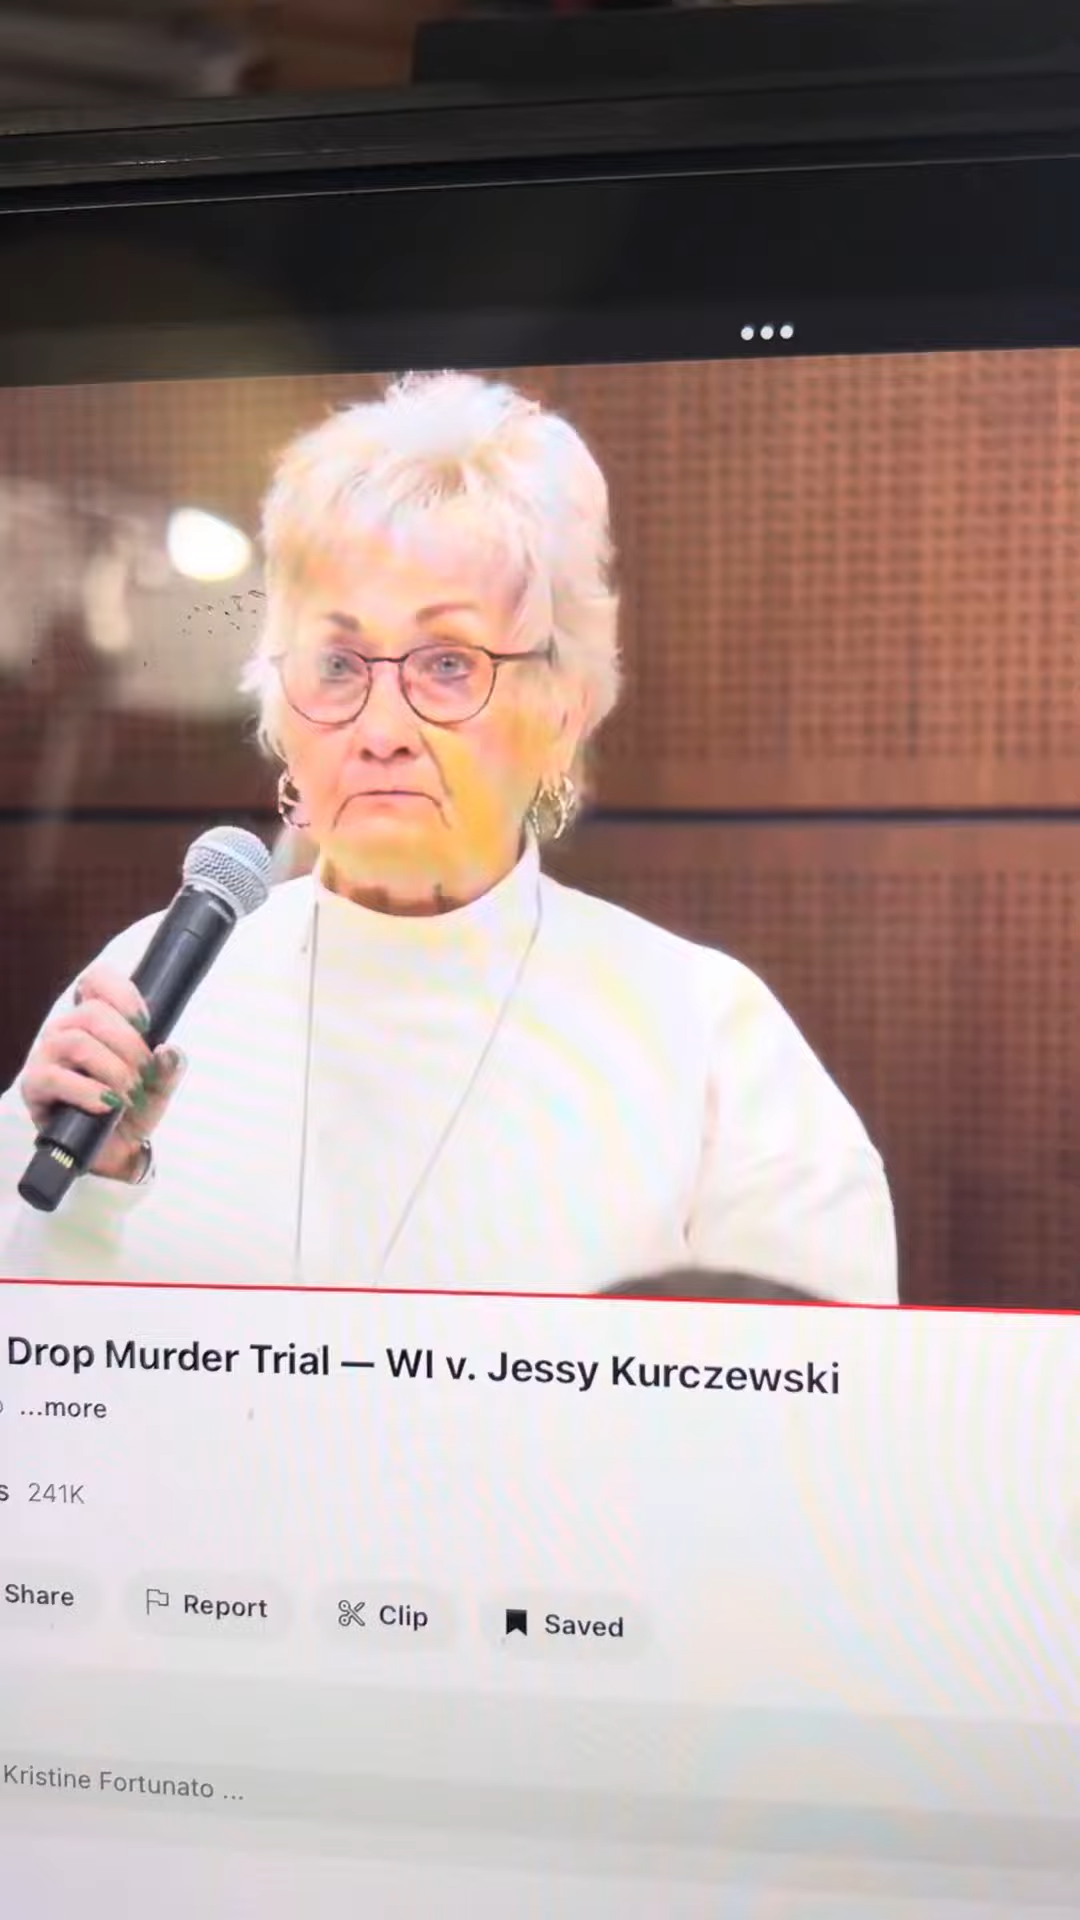 Drop Murder Trial — WI v. Jessy Kurczewski
...more
241K
Share Report Clip Saved
Kristine Fortunato ...